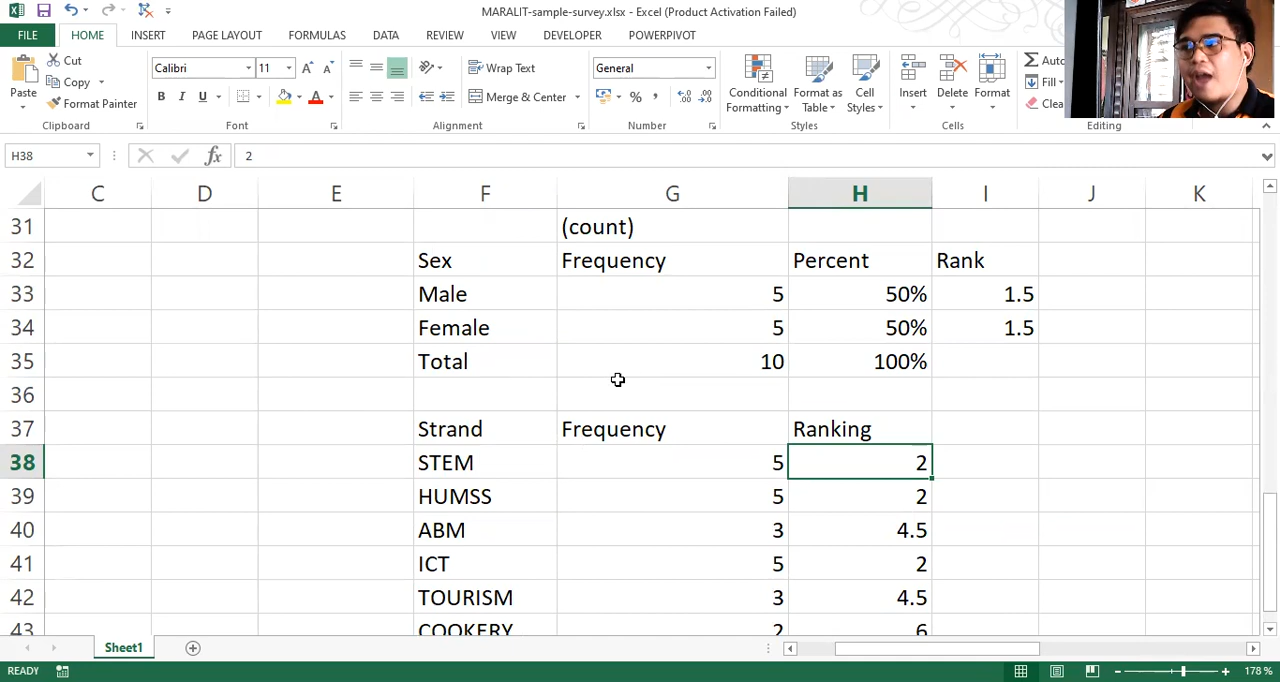 MARALIT-sample-survey.xlsx - Excel (Product Activation Failed)
FILE HOME INSERT PAGE LAYOUT FORMULAS DATA REVIEW VIEW DEVELOPER POWERPIVOT
Cut
Copy
Format Painter
Paste
Calibri 11
B I U
Wrap Text
Merge & Center
General
%
Conditional Formatting
Format as Table
Cell Styles
Insert Delete Format
Auto
Fill
Clea
Clipboard Font Alignment Number Styles Cells Editing
H38 fx 2
C D E F G H I J K
31 (count)
32 Sex Frequency Percent Rank
33 Male 5 50% 1.5
34 Female 5 50% 1.5
35 Total 10 100%
36
37 Strand Frequency Ranking
38 STEM 5 2
39 HUMSS 5 2
40 ABM 3 4.5
41 ICT 5 2
42 TOURISM 3 4.5
43 COOKERY 2 6
Sheet1
READY 178 %